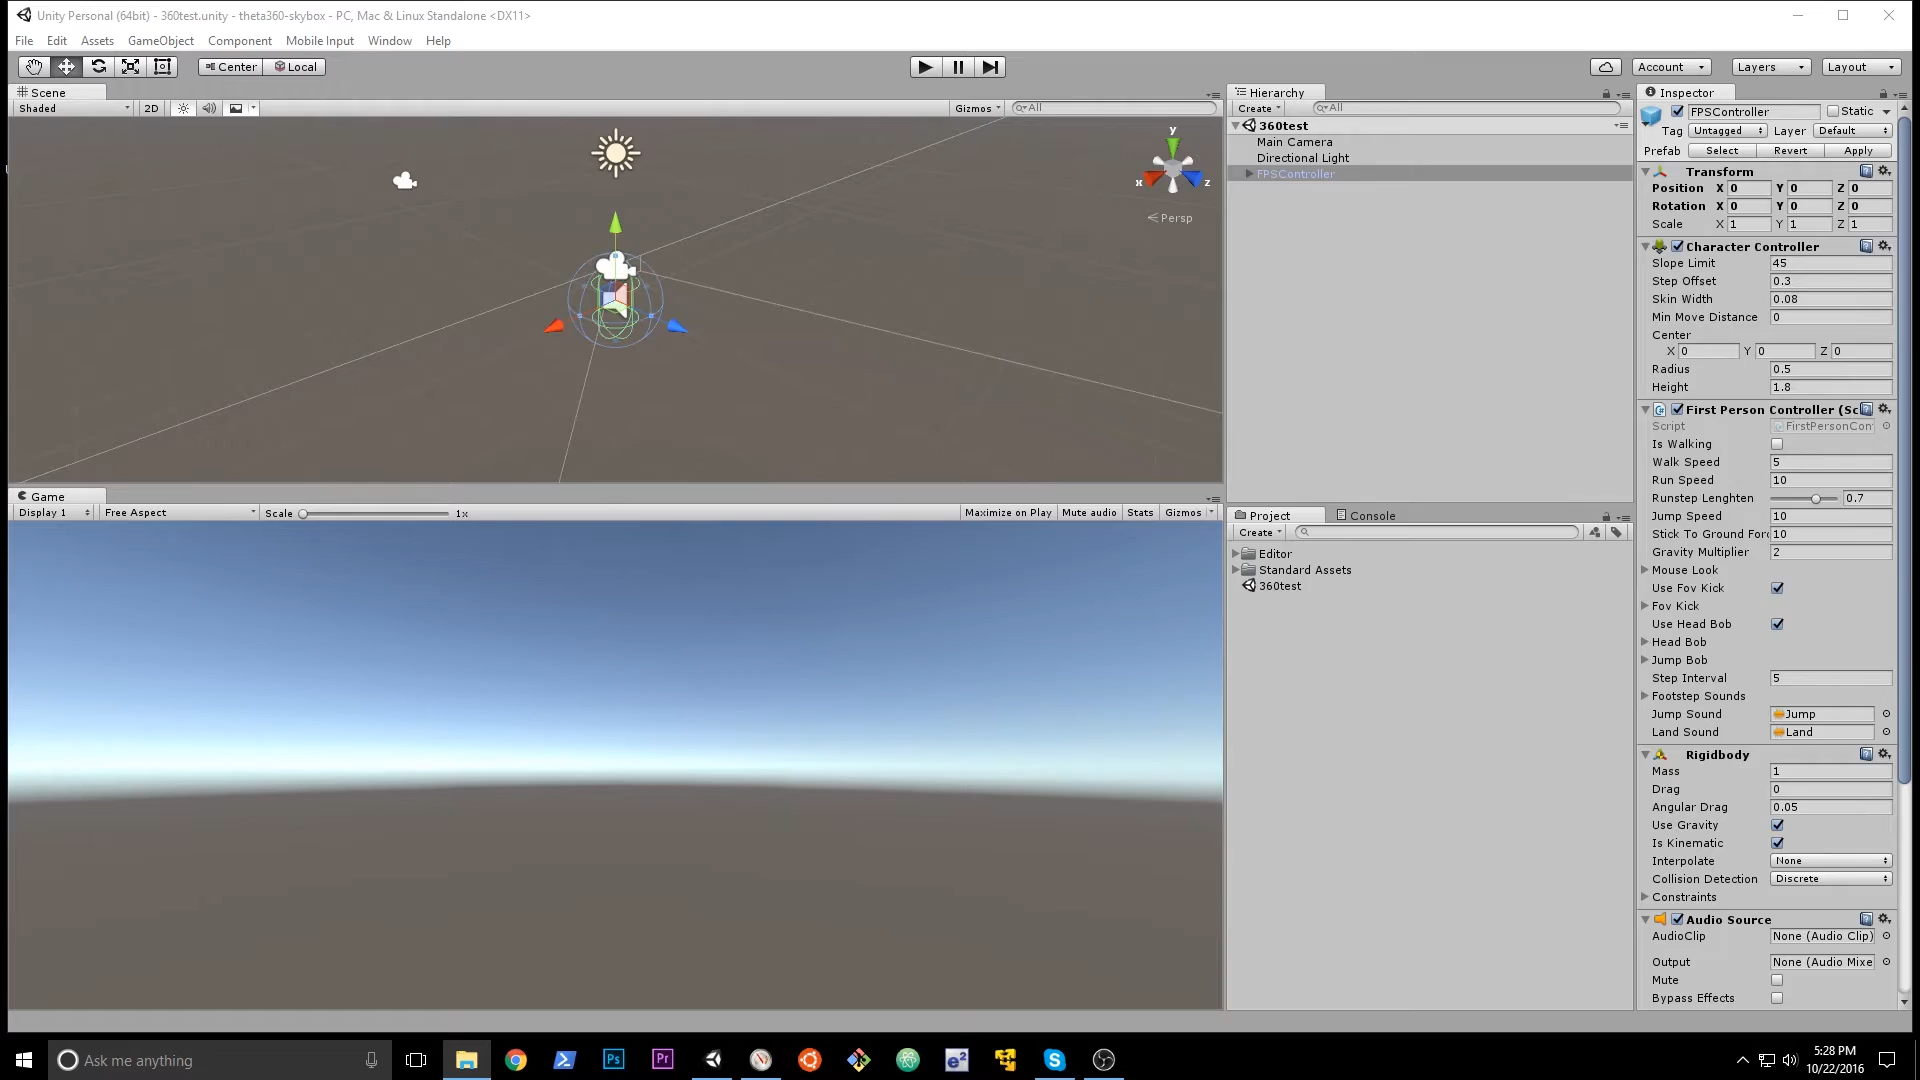 Unity Personal (64bit) - 360test.unity - theta360-skybox - PC, Mac & Linux Standalone <DX11>
File Edit Assets GameObject Component Mobile Input Window Help
Center Local Account Layers Layout
Scene
Shaded 2D Gizmos All
y
x z
Persp
Game
Display 1 Free Aspect Scale 1x Maximize on Play Mute audio Stats Gizmos
Hierarchy
Create All
360test
Main Camera
Directional Light
FPSController
Project Console
Create
Editor
Standard Assets
360test
Inspector
FPSController Static
Tag Untagged Layer Default
Prefab Select Revert Apply
Transform
Position X 0 Y 0 Z 0
Rotation X 0 Y 0 Z 0
Scale X 1 Y 1 Z 1
Character Controller
Slope Limit 45
Step Offset 0.3
Skin Width 0.08
Min Move Distance 0
Center
X 0 Y 0 Z 0
Radius 0.5
Height 1.8
First Person Controller (Sc
Script FirstPersonCon
Is Walking
Walk Speed 5
Run Speed 10
Runstep Lenghten 0.7
Jump Speed 10
Stick To Ground Forc 10
Gravity Multiplier 2
Mouse Look
Use Fov Kick
Fov Kick
Use Head Bob
Head Bob
Jump Bob
Step Interval 5
Footstep Sounds
Jump Sound Jump
Land Sound Land
Rigidbody
Mass 1
Drag 0
Angular Drag 0.05
Use Gravity
Is Kinematic
Interpolate None
Collision Detection Discrete
Constraints
Audio Source
AudioClip None (Audio Clip)
Output None (Audio Mixe
Mute
Bypass Effects
Ask me anything
Ps
Pr
e²
5:28 PM
10/22/2016